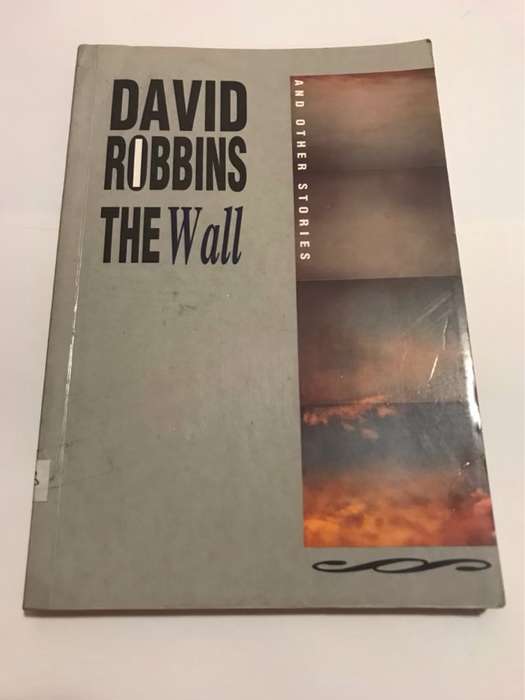 DAVID
ROBBINS
THE Wall
AND OTHER STORIES